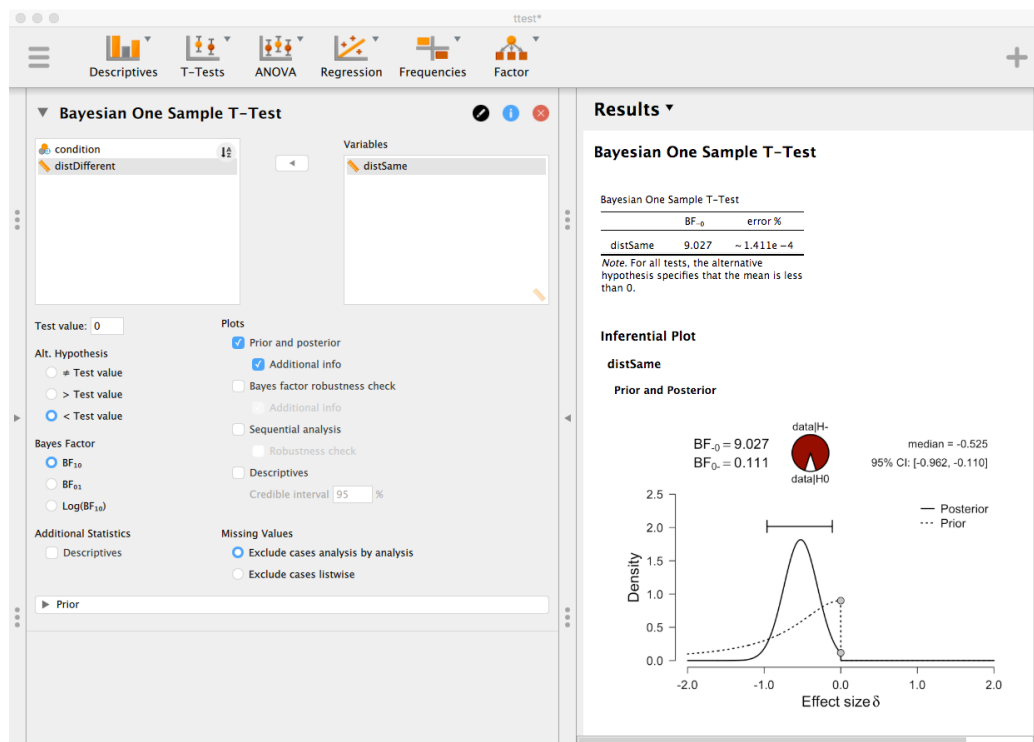 ttest*
Descriptives
T-Tests
ANOVA
Regression
Frequencies
Factor
Bayesian One Sample T-Test
condition
distDifferent
Variables
distSame
Test value: 0
Alt. Hypothesis
≠ Test value
> Test value
< Test value
Bayes Factor
BF₁₀
BF₀₁
Log(BF₁₀)
Additional Statistics
Descriptives
Plots
Prior and posterior
Additional info
Bayes factor robustness check
Additional info
Sequential analysis
Robustness check
Descriptives
Credible interval 95 %
Missing Values
Exclude cases analysis by analysis
Exclude cases listwise
Prior
Results
Bayesian One Sample T-Test
Bayesian One Sample T-Test
BF₋₀ error %
distSame 9.027 ~ 1.411e −4
Note. For all tests, the alternative
hypothesis specifies that the mean is less
than 0.
Inferential Plot
distSame
Prior and Posterior
data|H-
BF₋₀ = 9.027
BF₀₋ = 0.111
data|H0
median = -0.525
95% CI: [-0.962, -0.110]
Posterior
Prior
Density
2.5
2.0
1.5
1.0
0.5
0.0
-2.0 -1.0 0.0 1.0 2.0
Effect size δ